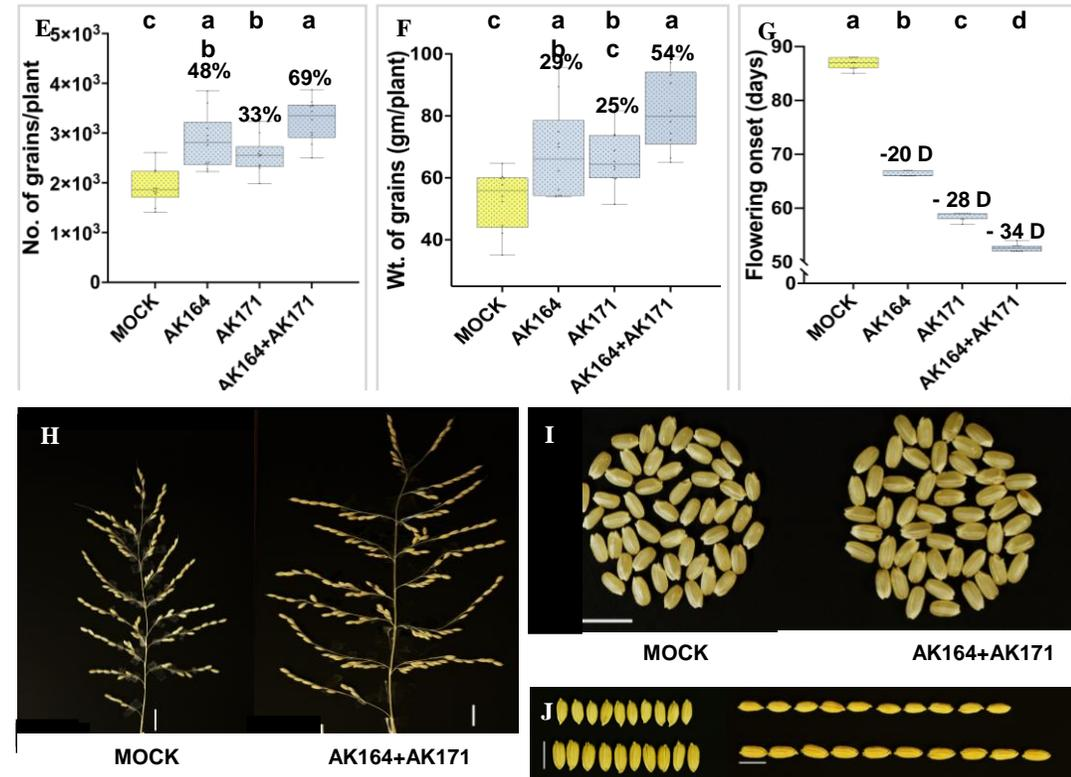 E
No. of grains/plant
5×10³
4×10³
3×10³
2×10³
1×10³
0
c
a
b
b
a
48%
33%
69%
MOCK
AK164
AK171
AK164+AK171
F
Wt. of grains (gm/plant)
100
80
60
40
c
a
b
b
c
a
29%
25%
54%
MOCK
AK164
AK171
AK164+AK171
G
Flowering onset (days)
90
80
70
60
50
0
a
b
c
d
-20 D
- 28 D
- 34 D
MOCK
AK164
AK171
AK164+AK171
H
MOCK
AK164+AK171
I
MOCK
AK164+AK171
J